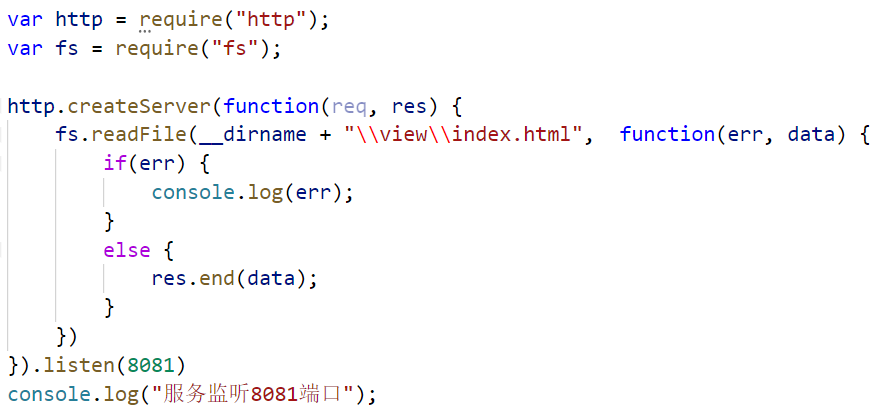 var http = require("http");
var fs = require("fs");
http.createServer(function(req, res) {
fs.readFile(__dirname + "\\view\\index.html",  function(err, data) {
if(err) {
console.log(err);
}
else {
res.end(data);
}
})
}).listen(8081)
console.log("服务监听8081端口");